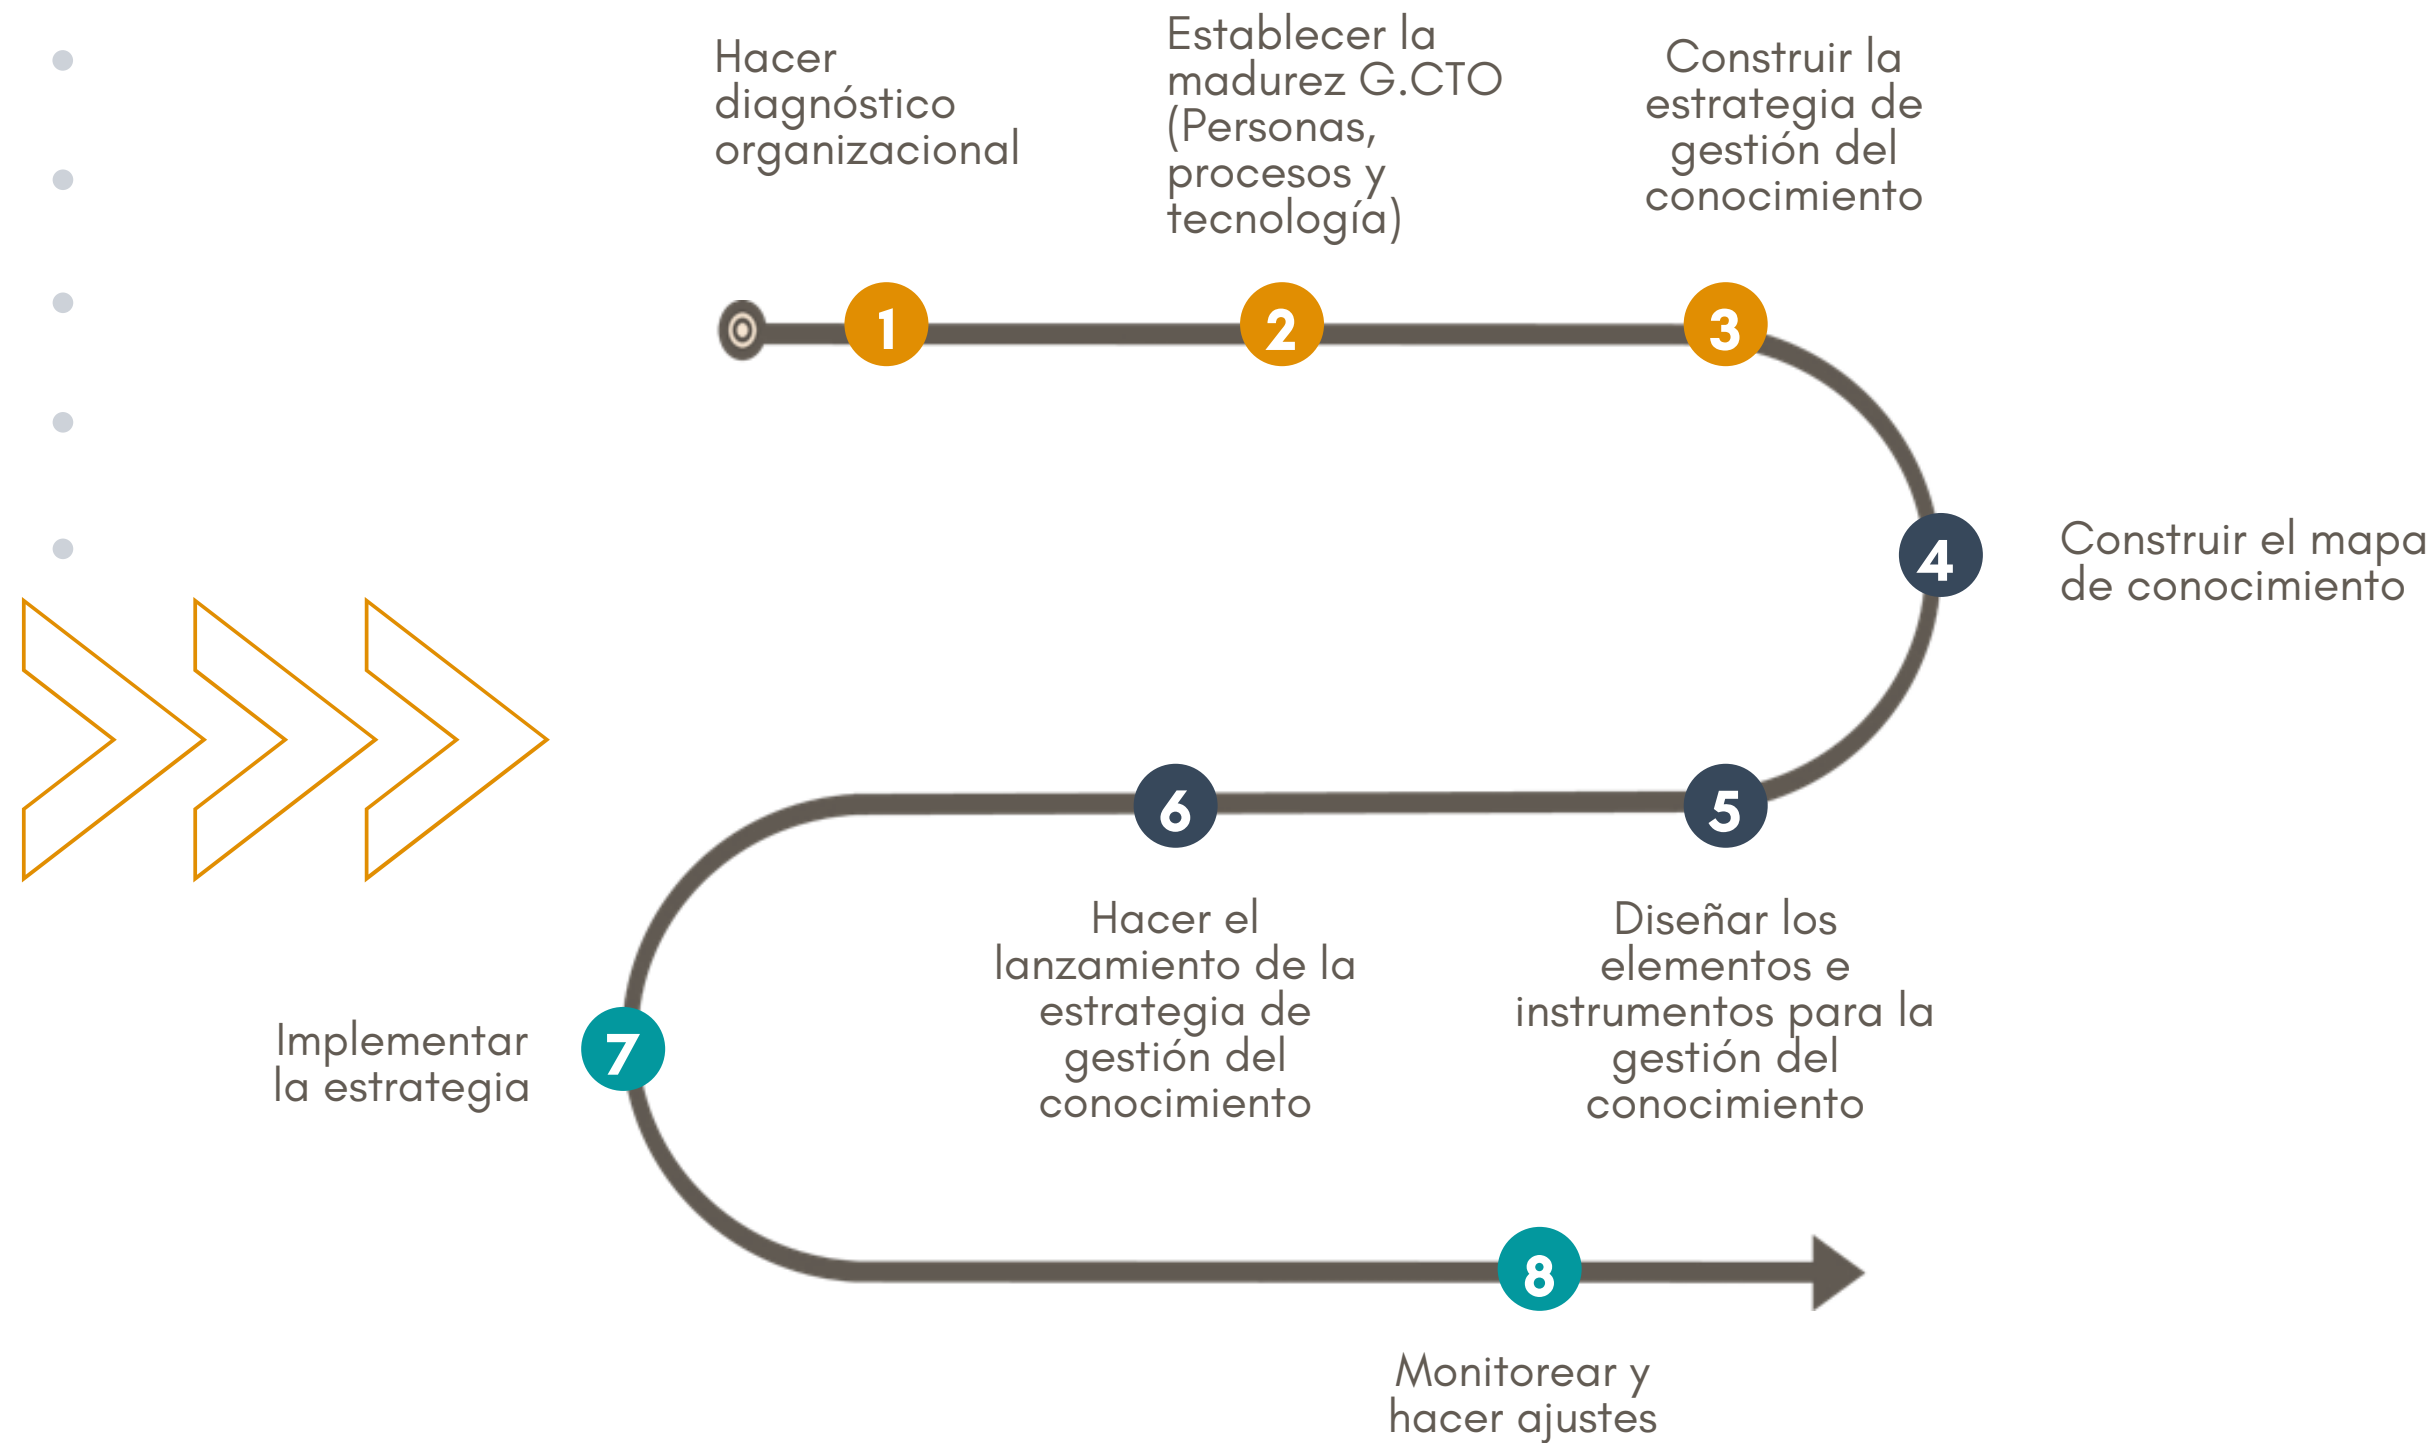 Hacer
diagnóstico
organizacional
1
Establecer la
madurez G.CTO
(Personas,
procesos y
tecnología)
2
Construir la
estrategia de
gestión del
conocimiento
3
4
Construir el mapa
de conocimiento
5
Diseñar los
elementos e
instrumentos para la
gestión del
conocimiento
6
Hacer el
lanzamiento de la
estrategia de
gestión del
conocimiento
7
Implementar
la estrategia
8
Monitorear y
hacer ajustes